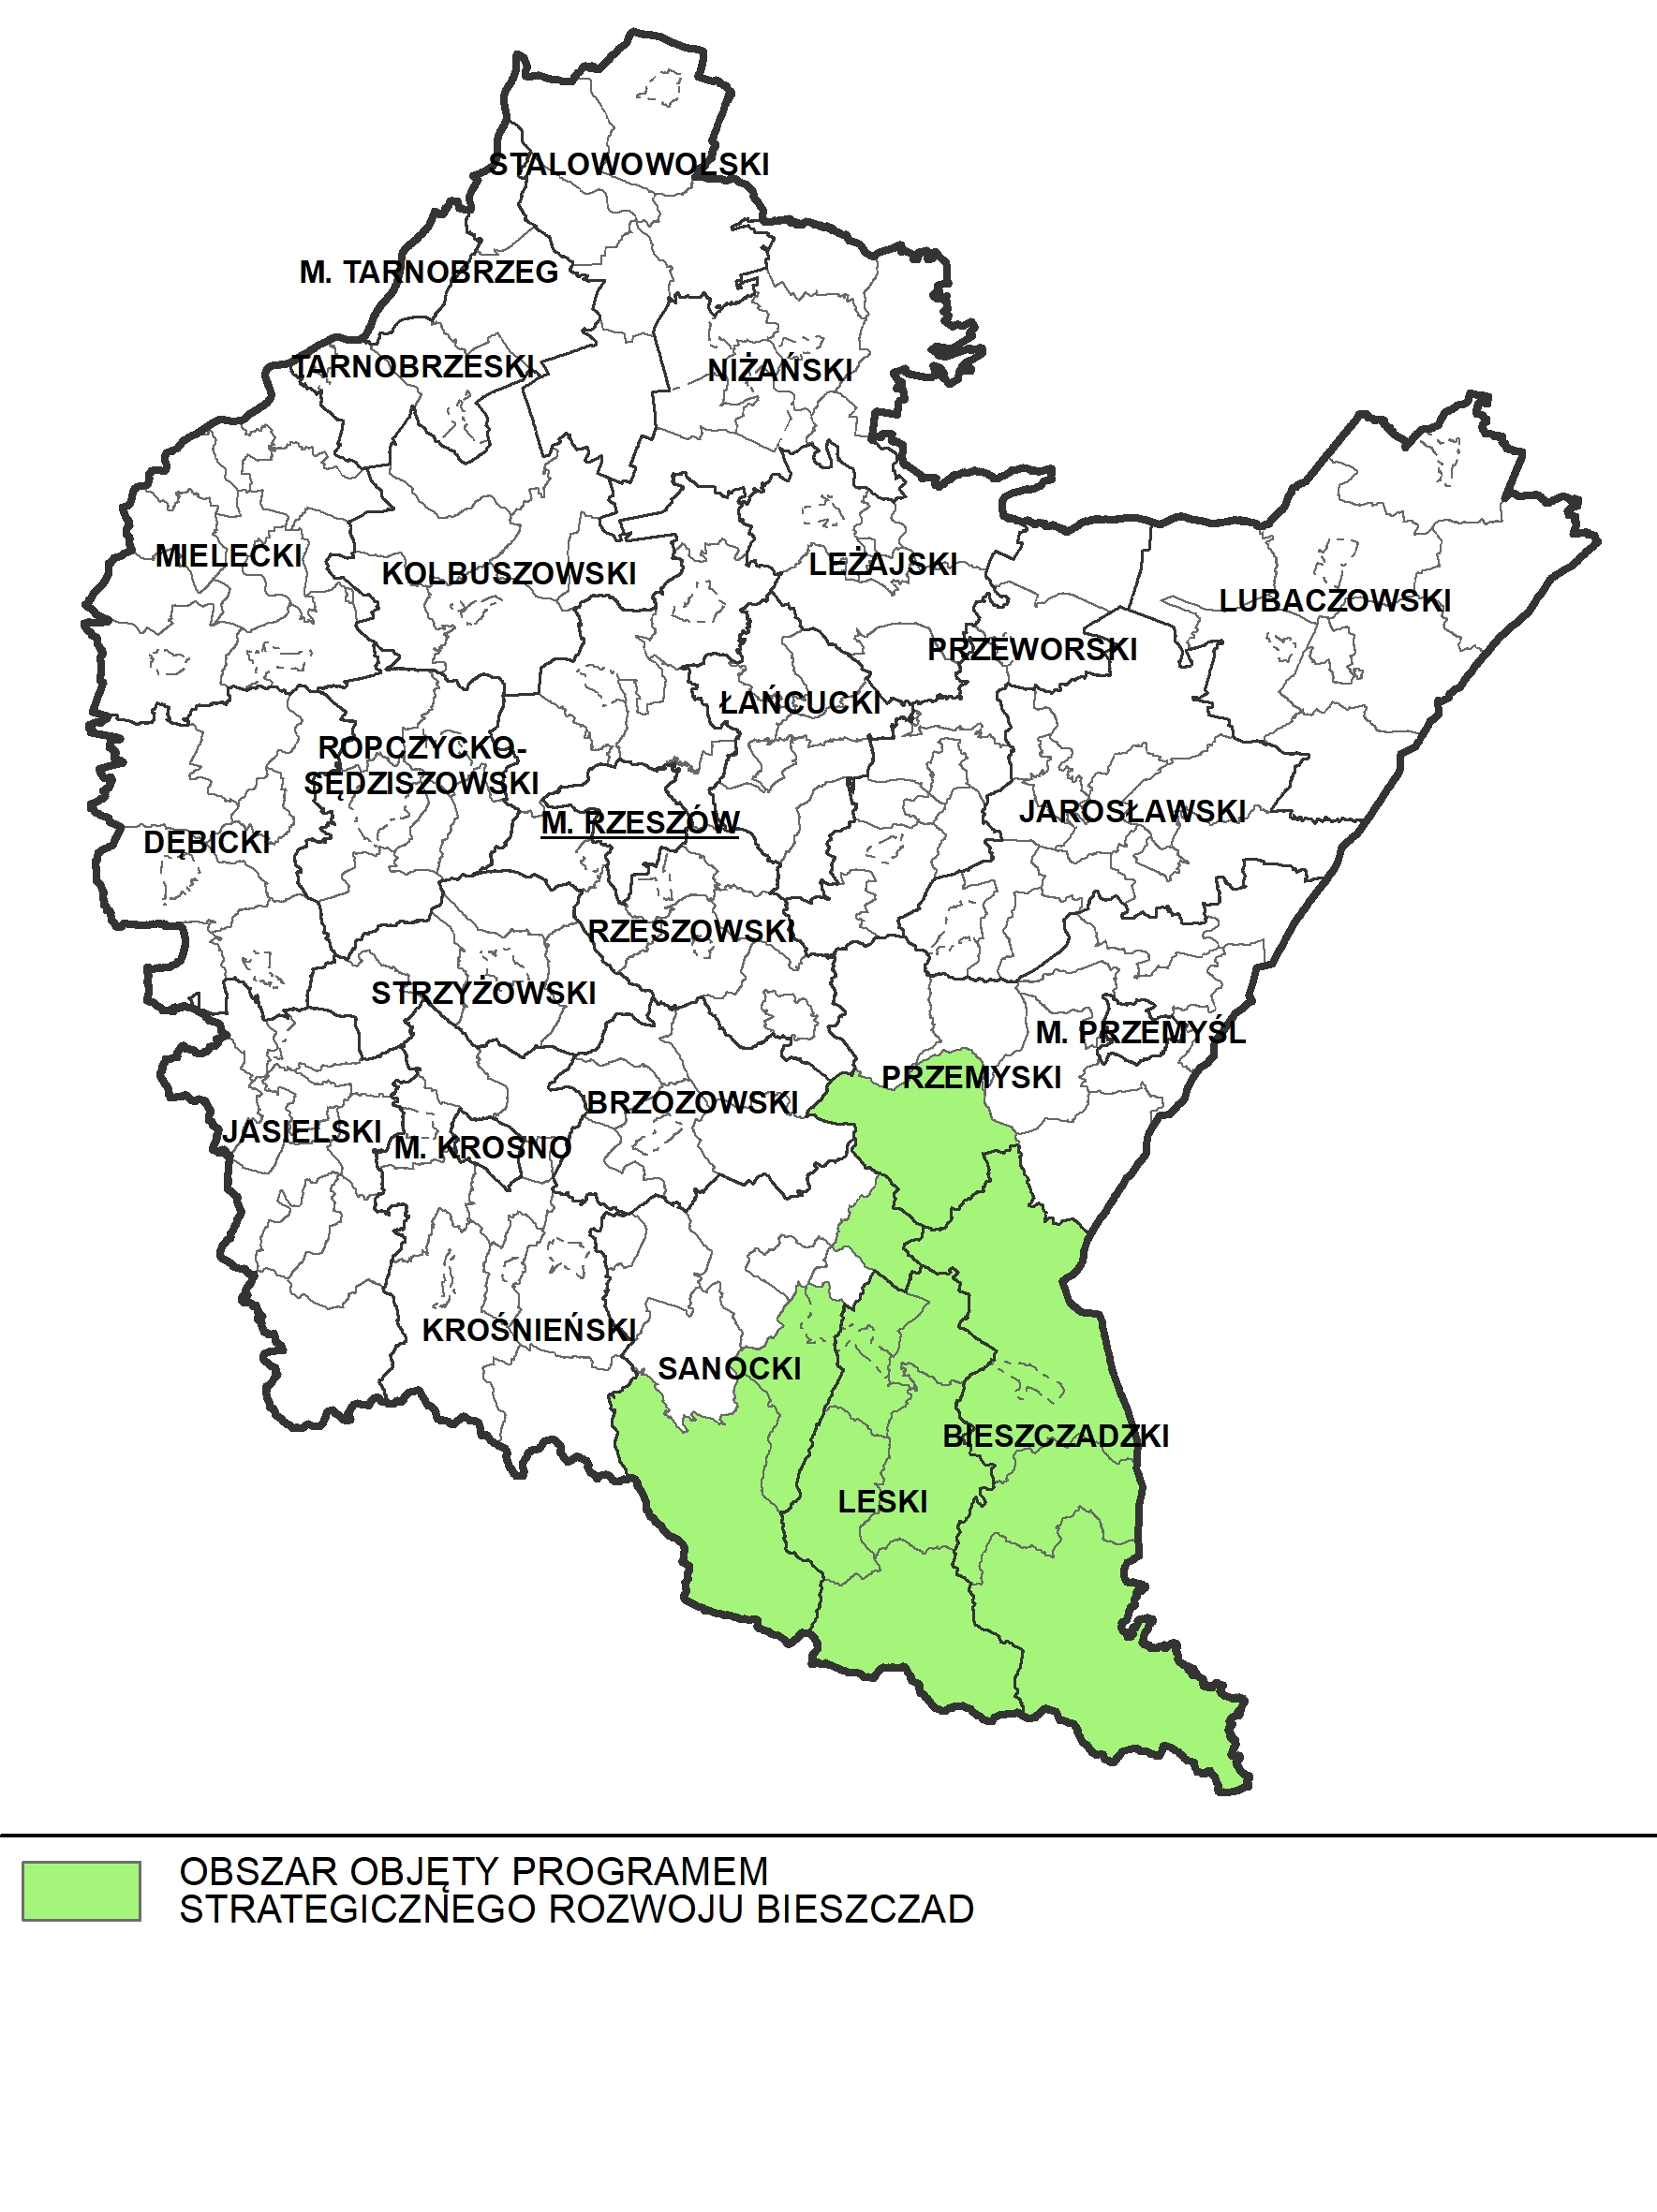 STALOWOWOLSKI
M. TARNOBRZEG
TARNOBRZESKI
NIŻAŃSKI
MIELECKI
KOLBUSZOWSKI
LEŻAJSKI
LUBACZOWSKI
PRZEWORSKI
ŁAŃCUCKI
ROPCZYCKO-
SĘDZISZOWSKI
M. RZESZÓW
JAROSŁAWSKI
DĘBICKI
RZESZOWSKI
STRZYŻOWSKI
M. PRZEMYŚL
PRZEMYSKI
BRZOZOWSKI
JASIELSKI
M. KROSNO
KROŚNIEŃSKI
SANOCKI
BIESZCZADZKI
LESKI
OBSZAR OBJĘTY PROGRAMEM
STRATEGICZNEGO ROZWOJU BIESZCZAD